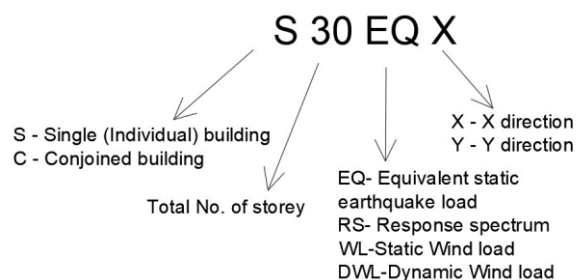 S 30 EQ X
S - Single (Individual) building
C - Conjoined building
Total No. of storey
EQ- Equivalent static
earthquake load
RS- Response spectrum
WL-Static Wind load
DWL-Dynamic Wind load
X - X direction
Y - Y direction